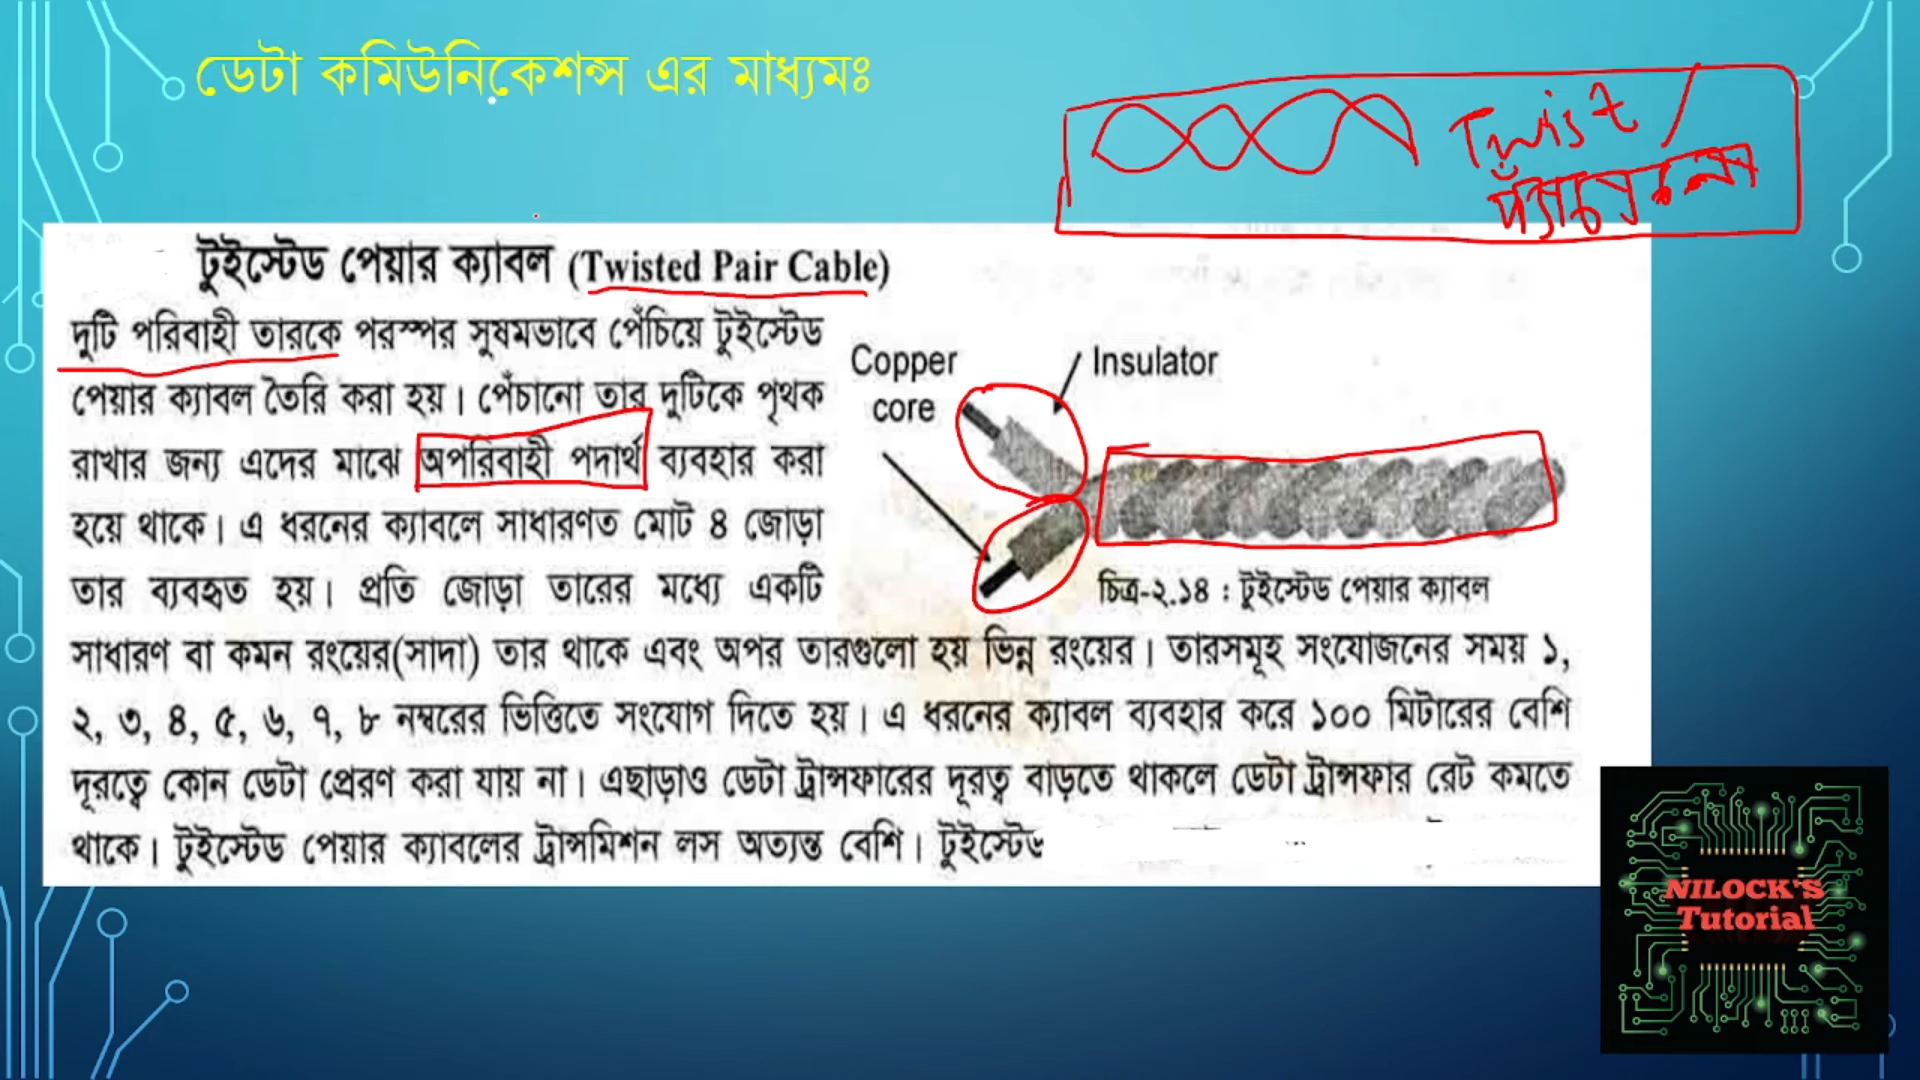 ডেটা কমিউনিকেশন্স এর মাধ্যমঃ
Twist /
প্যাঁচানো
টুইস্টেড পেয়ার ক্যাবল (Twisted Pair Cable)
দুটি পরিবাহী তারকে পরস্পর সুষমভাবে পেঁচিয়ে টুইস্টেড
পেয়ার ক্যাবল তৈরি করা হয়। পেঁচানো তার দুটিকে পৃথক
রাখার জন্য এদের মাঝে অপরিবাহী পদার্থ ব্যবহার করা
হয়ে থাকে। এ ধরনের ক্যাবলে সাধারণত মোট ৪ জোড়া
তার ব্যবহৃত হয়। প্রতি জোড়া তারের মধ্যে একটি
Copper
core
Insulator
চিত্র-২.১৪ : টুইস্টেড পেয়ার ক্যাবল
সাধারণ বা কমন রংয়ের(সাদা) তার থাকে এবং অপর তারগুলো হয় ভিন্ন রংয়ের। তারসমূহ সংযোজনের সময় ১,
২, ৩, ৪, ৫, ৬, ৭, ৮ নম্বরের ভিত্তিতে সংযোগ দিতে হয়। এ ধরনের ক্যাবল ব্যবহার করে ১০০ মিটারের বেশি
দূরত্বে কোন ডেটা প্রেরণ করা যায় না। এছাড়াও ডেটা ট্রান্সফারের দূরত্ব বাড়তে থাকলে ডেটা ট্রান্সফার রেট কমতে
থাকে। টুইস্টেড পেয়ার ক্যাবলের ট্রান্সমিশন লস অত্যন্ত বেশি। টুইস্টেড
NILOCK'S
Tutorial